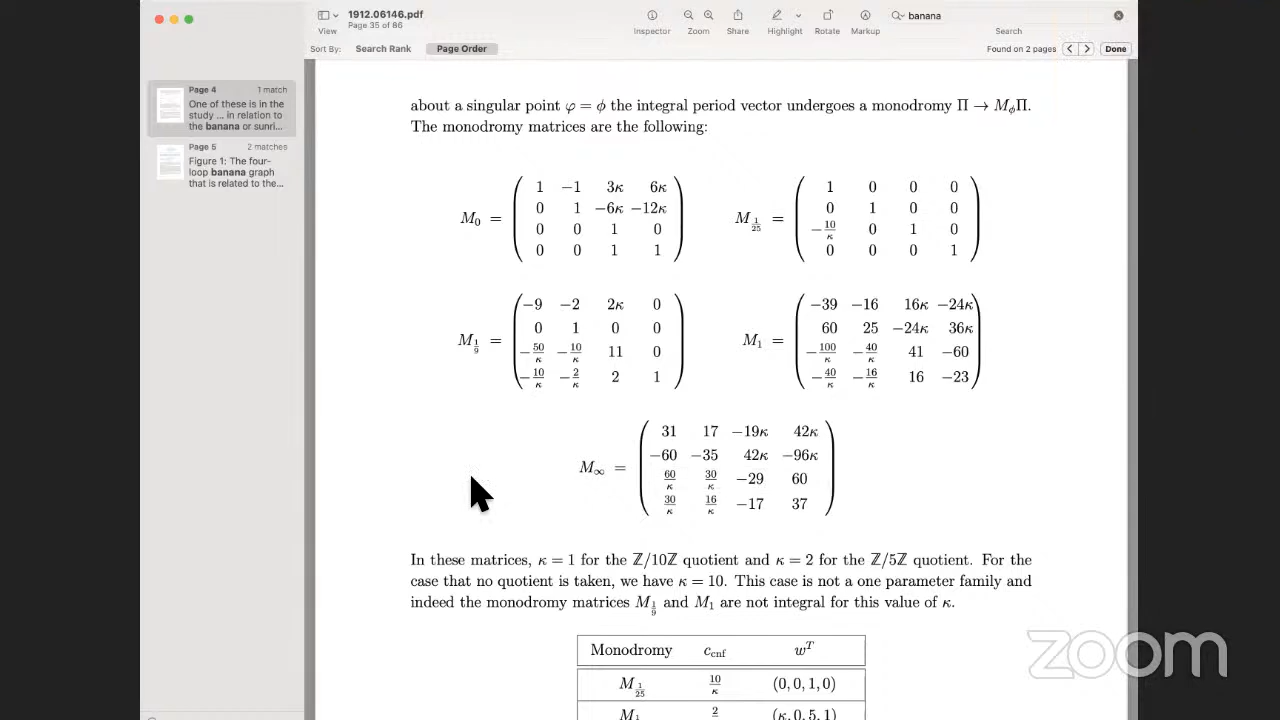 1912.06146.pdf
Page 35 of 86
View
Inspector
Zoom
Share
Highlight
Rotate
Markup
banana
Search
Sort By: Search Rank Page Order
Found on 2 pages
Done
Page 4 1 match
One of these is in the
study ... in relation to
the banana or sunri...
Page 5 2 matches
Figure 1: The four-
loop banana graph
that is related to the...
about a singular point φ = ϕ the integral period vector undergoes a monodromy Π → M_ϕΠ.
The monodromy matrices are the following:
M_0 =
1 −1 3κ 6κ
0 1 −6κ −12κ
0 0 1 0
0 0 1 1
M_{1/25} =
1 0 0 0
0 1 0 0
−10/κ 0 1 0
0 0 0 1
M_{1/9} =
−9 −2 2κ 0
0 1 0 0
−50/κ −10/κ 11 0
−10/κ −2/κ 2 1
M_1 =
−39 −16 16κ −24κ
60 25 −24κ 36κ
−100/κ −40/κ 41 −60
−40/κ −16/κ 16 −23
M_∞ =
31 17 −19κ 42κ
−60 −35 42κ −96κ
60/κ 30/κ −29 60
30/κ 16/κ −17 37
In these matrices, κ = 1 for the ℤ/10ℤ quotient and κ = 2 for the ℤ/5ℤ quotient. For the
case that no quotient is taken, we have κ = 10. This case is not a one parameter family and
indeed the monodromy matrices M_{1/9} and M_1 are not integral for this value of κ.
Monodromy c_cnf w^T
M_{1/25} 10/κ (0, 0, 1, 0)
M_1 2 (κ, 0, 5, 1)
zoom